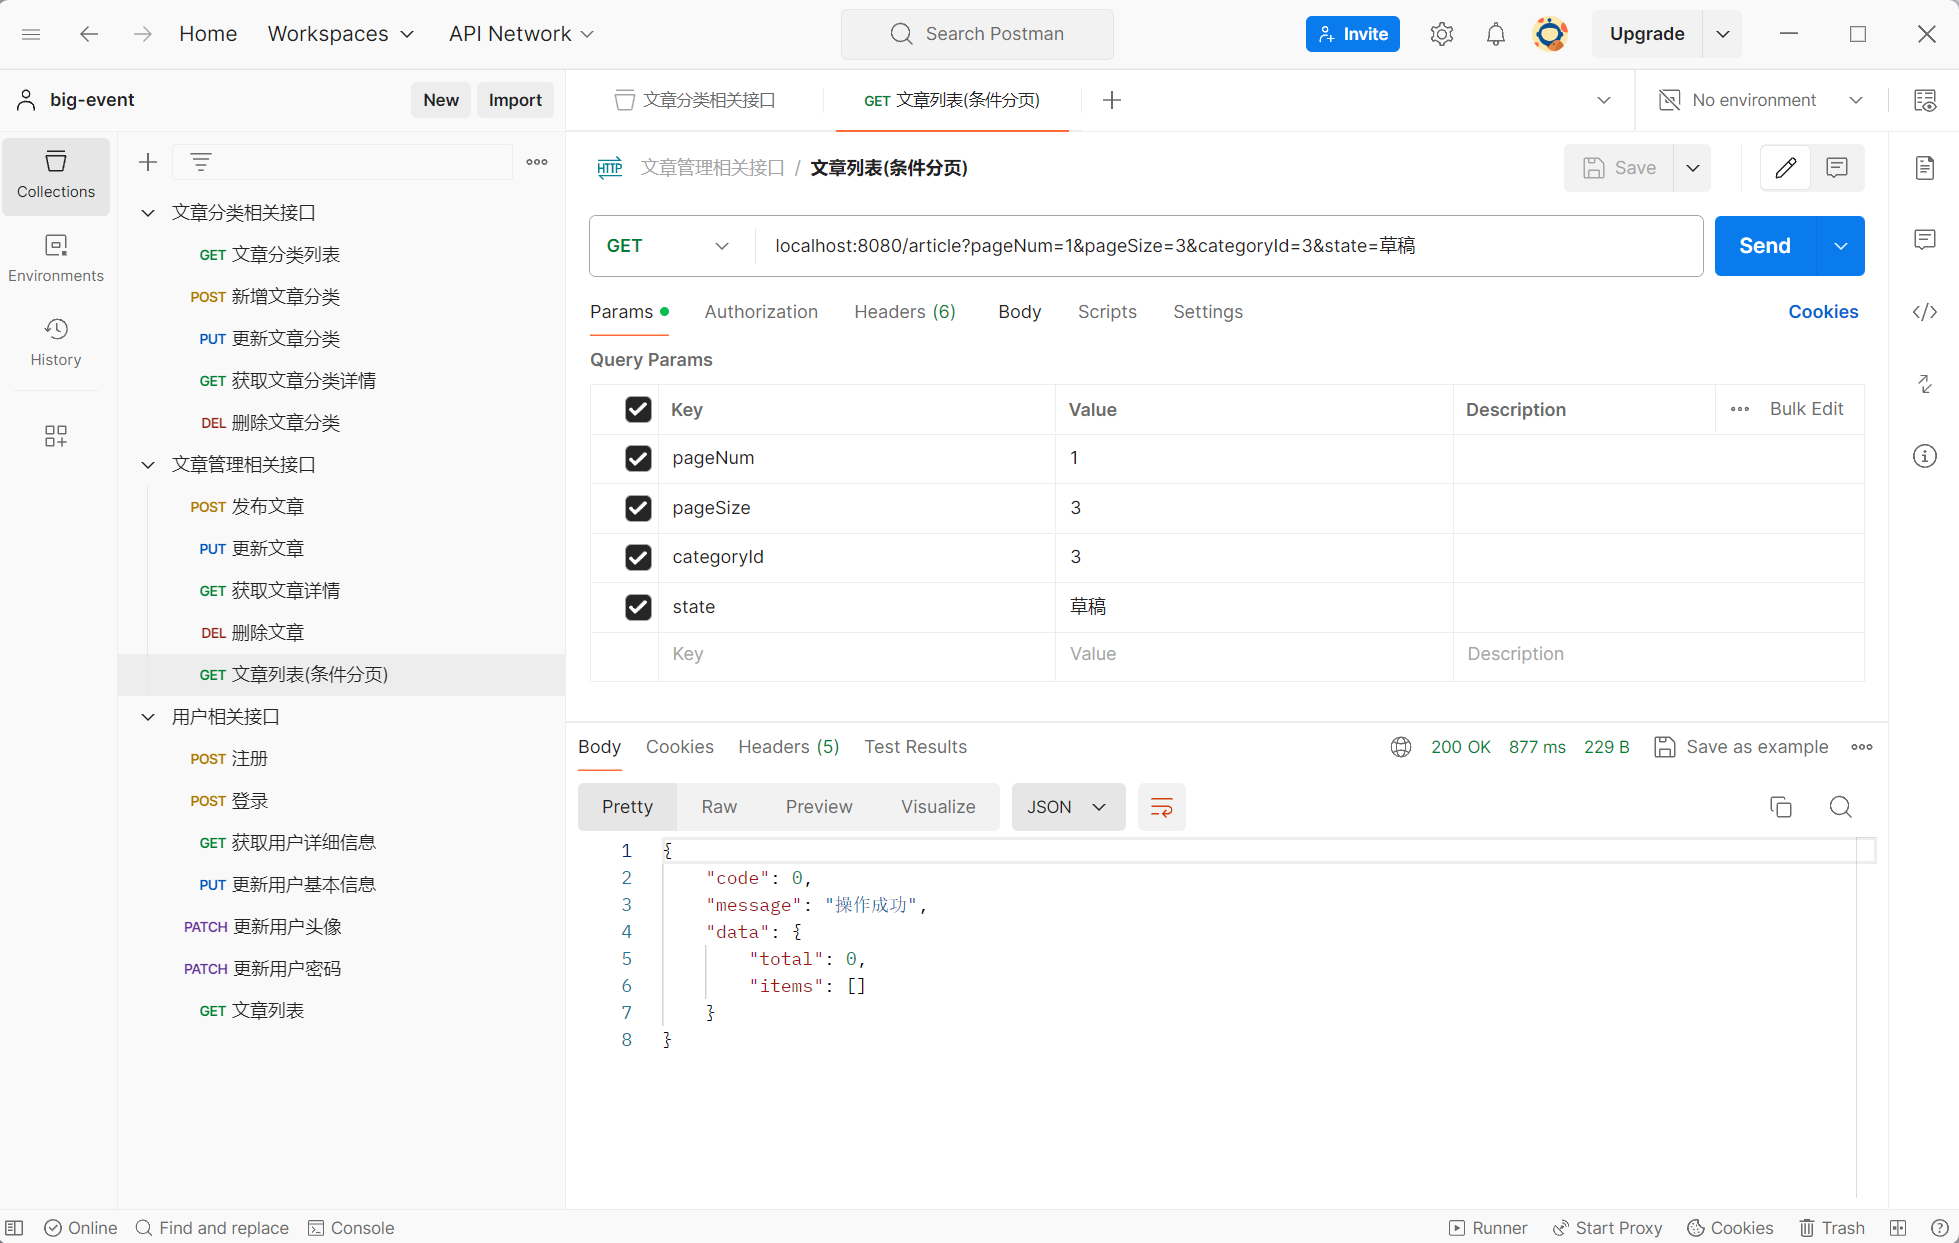 Home
Workspaces
API Network
Search Postman
Invite
Upgrade
big-event
New
Import
文章分类相关接口
GET 文章列表(条件分页)
No environment
Collections
Environments
History
文章分类相关接口
GET 文章分类列表
POST 新增文章分类
PUT 更新文章分类
GET 获取文章分类详情
DEL 删除文章分类
文章管理相关接口
POST 发布文章
PUT 更新文章
GET 获取文章详情
DEL 删除文章
GET 文章列表(条件分页)
用户相关接口
POST 注册
POST 登录
GET 获取用户详细信息
PUT 更新用户基本信息
PATCH 更新用户头像
PATCH 更新用户密码
GET 文章列表
HTTP 文章管理相关接口 / 文章列表(条件分页)
Save
GET
localhost:8080/article?pageNum=1&pageSize=3&categoryId=3&state=草稿
Send
Params
Authorization
Headers (6)
Body
Scripts
Settings
Cookies
Query Params
Key Value Description ••• Bulk Edit
pageNum 1
pageSize 3
categoryId 3
state 草稿
Key Value Description
Body
Cookies
Headers (5)
Test Results
200 OK 877 ms 229 B
Save as example
Pretty
Raw
Preview
Visualize
JSON
1 {
2 "code": 0,
3 "message": "操作成功",
4 "data": {
5 "total": 0,
6 "items": []
7 }
8 }
Online
Find and replace
Console
Runner
Start Proxy
Cookies
Trash